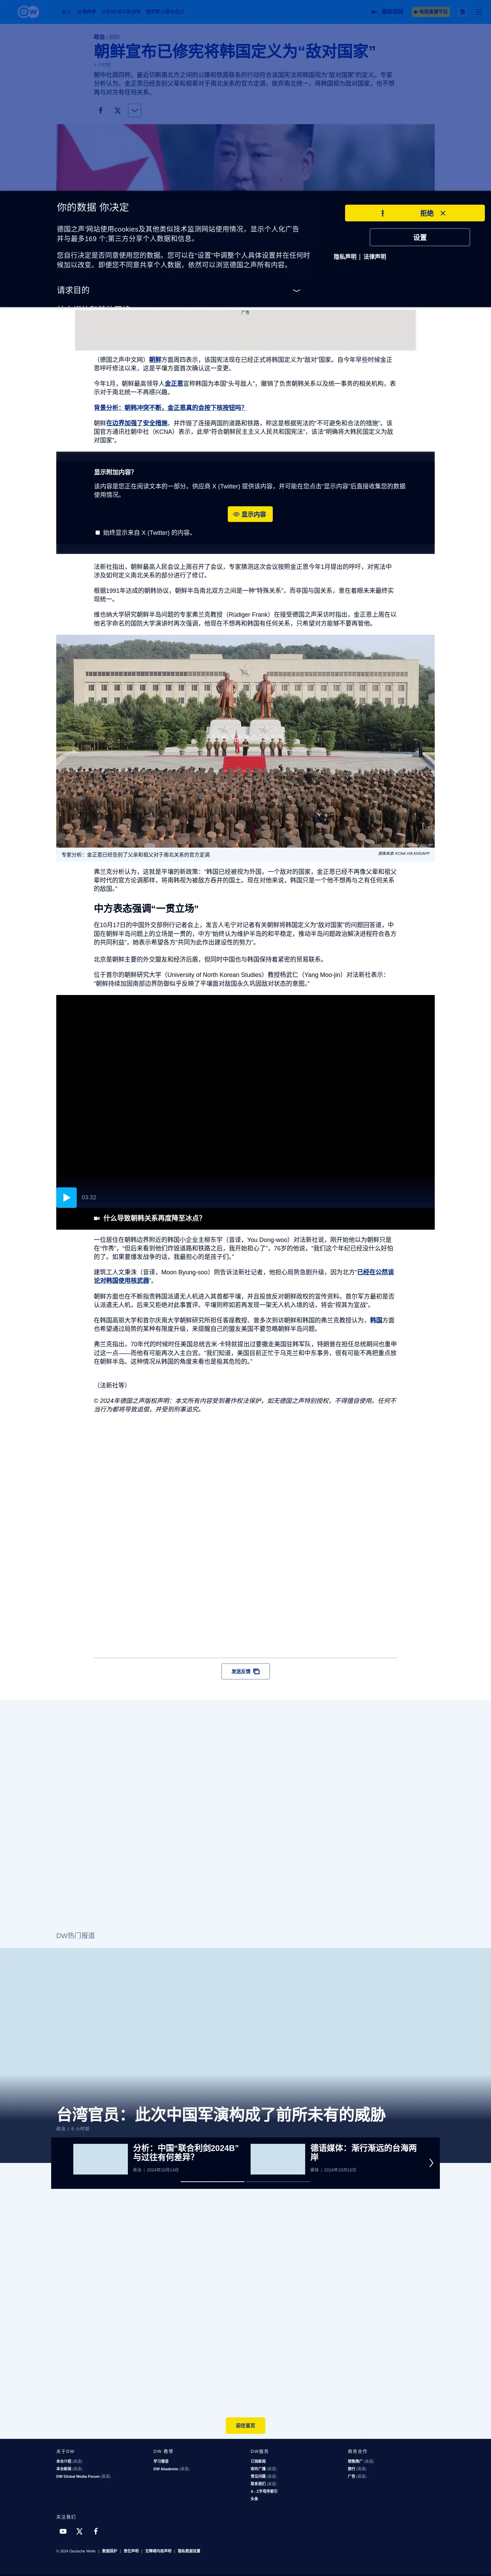 DW
政治 | 朝鲜
朝鲜宣布已修宪将韩国定义为“敌对国家”
朝中社周四称，最近切断南北方之间的公路和铁路联系的行动符合该国宪法将韩国视为“敌对国家”的定义。专家
分析认为，金正恩已经告别父辈和祖辈对于南北关系的官方定调，放弃南北统一，将韩国视为敌对国家，也不想
再与对方有任何关系。
你的数据 你决定
德国之声‘网站使用cookies及其他类似技术监测网站使用情况，显示个人化广告
并与最多169 个;第三方分享个人数据和信息。
您自行决定是否同意使用您的数据。您可以在“设置”中调整个人具体设置并在任何时
候加以改变。即使您不同意共享个人数据，依然可以浏览德国之声所有内容。
请求目的
拒绝
设置
隐私声明 | 法律声明
广告
（德国之声中文网）朝鲜方面周四表示，该国宪法现在已经正式将韩国定义为“敌对”国家。自今年早些时候金正
恩呼吁修法以来，这是平壤方面首次确认这一变更。
今年1月，朝鲜最高领导人金正恩宣称韩国为本国“头号敌人”，撤销了负责朝韩关系以及统一事务的相关机构，表
示对于南北统一不再感兴趣。
背景分析：朝韩冲突不断，金正恩真的会按下核按钮吗？
朝鲜在边界加强了安全措施，并炸毁了连接两国的道路和铁路，称这是根据宪法的“不可避免和合法的措施”。该
国官方通讯社朝中社（KCNA）表示，此举“符合朝鲜民主主义人民共和国宪法”，该法“明确将大韩民国定义为敌
对国家”。
显示附加内容？
该内容是您正在阅读文本的一部分。供应商 X (Twitter) 提供该内容，并可能在您点击“显示内容”后直接收集您的数据
使用情况。
显示内容
始终显示来自 X (Twitter) 的内容。
法新社指出，朝鲜最高人民会议上周召开了会议，专家猜测这次会议按照金正恩今年1月提出的呼吁，对宪法中
涉及如何定义南北关系的部分进行了修订。
根据1991年达成的朝韩协议，朝鲜半岛南北双方之间是一种“特殊关系”，而非国与国关系，意在着眼未来最终实
现统一。
维也纳大学研究朝鲜半岛问题的专家弗兰克教授（Rüdiger Frank）在接受德国之声采访时指出，金正恩上周在以
他名字命名的国防大学演讲时再次强调，他现在不想再和韩国有任何关系，只希望对方能够不要再管他。
专家分析：金正恩已经告别了父亲和祖父对于南北关系的官方定调
图像来源: KCNA VIA KNS/AFP
弗兰克分析认为，这就是平壤的新政策：“韩国已经被视为外国，一个敌对的国家，金正恩已经不再像父辈和祖父
辈时代的官方论调那样，将南韩视为被敌方吞并的国土。现在对他来说，韩国只是一个他不想再与之有任何关系
的敌国。”
中方表态强调“一贯立场”
在10月17日的中国外交部例行记者会上，发言人毛宁对记者有关朝鲜将韩国定义为“敌对国家”的问题回答道，中
国在朝鲜半岛问题上的立场是一贯的，中方“始终认为维护半岛的和平稳定，推动半岛问题政治解决进程符合各方
的共同利益”，她表示希望各方“共同为此作出建设性的努力”。
北京是朝鲜主要的外交盟友和经济后盾，但同时中国也与韩国保持着紧密的贸易联系。
位于首尔的朝鲜研究大学（University of North Korean Studies）教授杨武仁（Yang Moo-jin）对法新社表示：
“朝鲜持续加固南部边界防御似乎反映了平壤面对敌国永久巩固敌对状态的意图。”
03:32
什么导致朝韩关系再度降至冰点？
一位居住在朝韩边界附近的韩国小企业主柳东宇（音译，You Dong-woo）对法新社说，刚开始他以为朝鲜只是
在“作秀”，“但后来看到他们炸毁道路和铁路之后，我开始担心了”，76岁的他说，“我们这个年纪已经没什么好怕
的了。如果要爆发战争的话，我最担心的是孩子们。”
建筑工人文秉洙（音译，Moon Byung-soo）则告诉法新社记者，他担心局势急剧升级，因为北方“已经在公然谈
论对韩国使用核武器”。
朝鲜方面也在不断指责韩国派遣无人机进入其首都平壤，并且投放反对朝鲜政权的宣传资料。首尔军方最初是否
认派遣无人机，后来又拒绝对此事置评。平壤则称如若再发现一架无人机入境的话，将会“视其为宣战”。
在韩国高丽大学和首尔庆南大学朝鲜研究所担任客座教授、曾多次到访朝鲜和韩国的弗兰克教授认为，韩国方面
也希望通过局势的某种有限度升级，来提醒自己的盟友美国不要忽略朝鲜半岛问题。
弗兰克指出，70年代的时候时任美国总统吉米·卡特就提出过要撤走美国驻韩军队，特朗普在担任总统期间也重申
过这一点——而他有可能再次入主白宫。“我们知道，美国目前正忙于乌克兰和中东事务，很有可能不再把重点放
在朝鲜半岛。这种情况从韩国的角度来看也是极其危险的。”
（法新社等）
© 2024年德国之声版权声明：本文所有内容受到著作权法保护，如无德国之声特别授权，不得擅自使用。任何不
当行为都将导致追偿，并受到刑事追究。
发送反馈
DW热门报道
台湾官员：此次中国军演构成了前所未有的威胁
政治 | 6 小时前
分析：中国“联合利剑2024B”
与过往有何差异？
政治 | 2024年10月14日
德语媒体：渐行渐远的台海两
岸
媒体 | 2024年10月15日
前往首页
关于DW
本台介绍 (英语)
本台新闻 (英语)
DW Global Media Forum (英语)
DW 教学
学习德语
DW Akademie (英语)
DW服务
订阅新闻
收听广播 (英语)
常见问题 (英语)
联系我们 (英语)
A - Z字母序索引
头条
商务合作
销售推广 (英语)
旅行 (英语)
广告 (英语)
关注我们
© 2024 Deutsche Welle | 数据保护 | 责任声明 | 无障碍内容声明 | 隐私数据设置